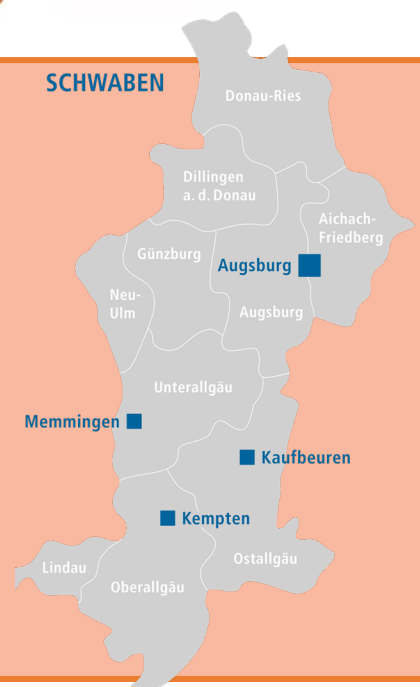 SCHWABEN
Donau-Ries
Dillingen
a. d. Donau
Aichach-
Friedberg
Günzburg
Augsburg
Neu-
Ulm
Augsburg
Unterallgäu
Memmingen
Kaufbeuren
Kempten
Ostallgäu
Lindau
Oberallgäu